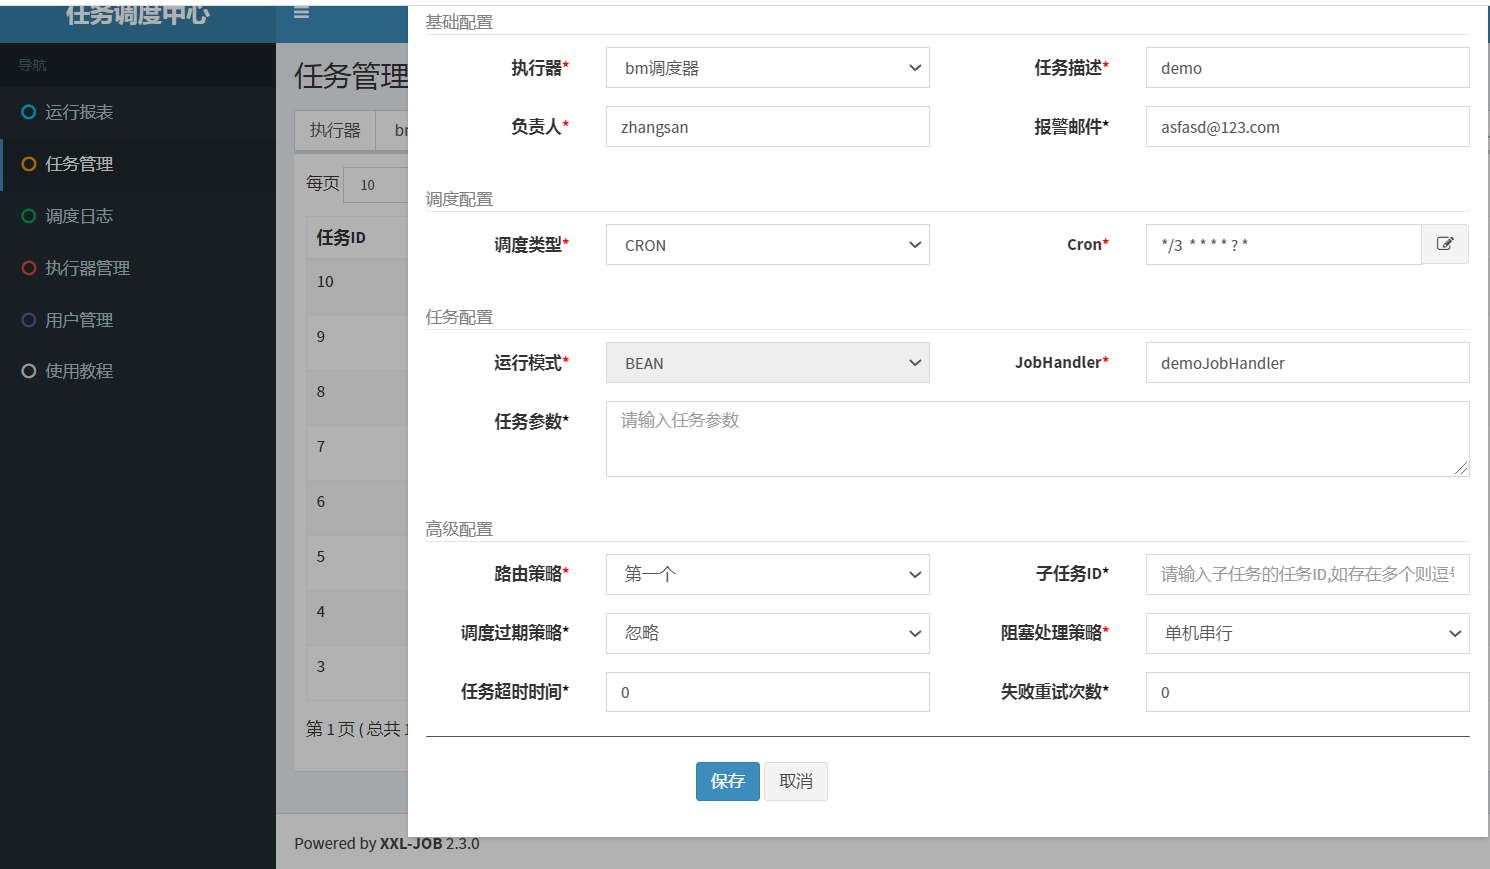 任务调度中心
导航
运行报表
任务管理
调度日志
执行器管理
用户管理
使用教程
任务管理
执行器
每页 10
任务ID
10
9
8
7
6
5
4
3
第 1 页 ( 总共 1
Powered by XXL-JOB 2.3.0
基础配置
执行器* bm调度器 任务描述* demo
负责人* zhangsan 报警邮件* asfasd@123.com
调度配置
调度类型* CRON Cron* */3 * * * * ? *
任务配置
运行模式* BEAN JobHandler* demoJobHandler
任务参数* 请输入任务参数
高级配置
路由策略* 第一个 子任务ID* 请输入子任务的任务ID,如存在多个则逗号
调度过期策略* 忽略 阻塞处理策略* 单机串行
任务超时时间* 0 失败重试次数* 0
保存 取消